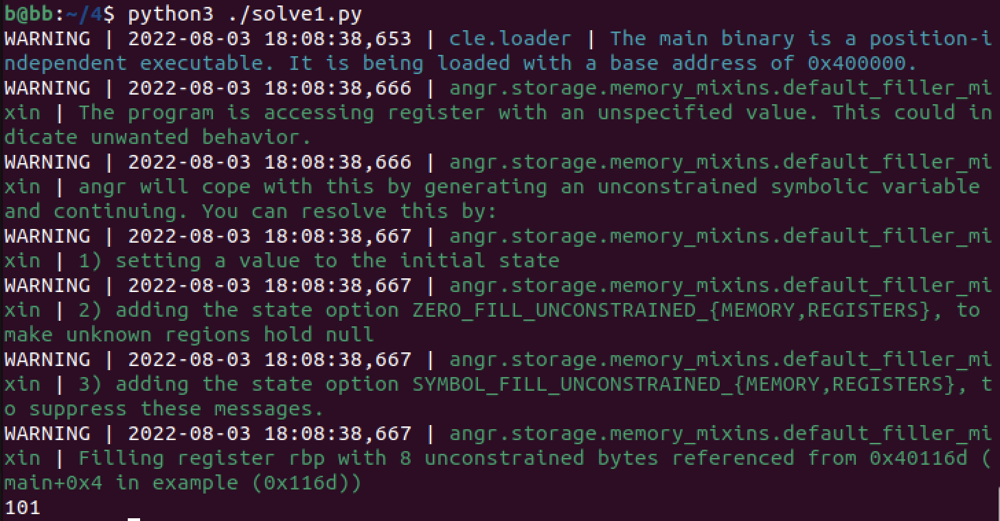 b@bb:~/4$ python3 ./solve1.py
WARNING | 2022-08-03 18:08:38,653 | cle.loader | The main binary is a position-i
ndependent executable. It is being loaded with a base address of 0x400000.
WARNING | 2022-08-03 18:08:38,666 | angr.storage.memory_mixins.default_filler_mi
xin | The program is accessing register with an unspecified value. This could in
dicate unwanted behavior.
WARNING | 2022-08-03 18:08:38,666 | angr.storage.memory_mixins.default_filler_mi
xin | angr will cope with this by generating an unconstrained symbolic variable
and continuing. You can resolve this by:
WARNING | 2022-08-03 18:08:38,667 | angr.storage.memory_mixins.default_filler_mi
xin | 1) setting a value to the initial state
WARNING | 2022-08-03 18:08:38,667 | angr.storage.memory_mixins.default_filler_mi
xin | 2) adding the state option ZERO_FILL_UNCONSTRAINED_{MEMORY,REGISTERS}, to
make unknown regions hold null
WARNING | 2022-08-03 18:08:38,667 | angr.storage.memory_mixins.default_filler_mi
xin | 3) adding the state option SYMBOL_FILL_UNCONSTRAINED_{MEMORY,REGISTERS}, t
o suppress these messages.
WARNING | 2022-08-03 18:08:38,667 | angr.storage.memory_mixins.default_filler_mi
xin | Filling register rbp with 8 unconstrained bytes referenced from 0x40116d (
main+0x4 in example (0x116d))
101